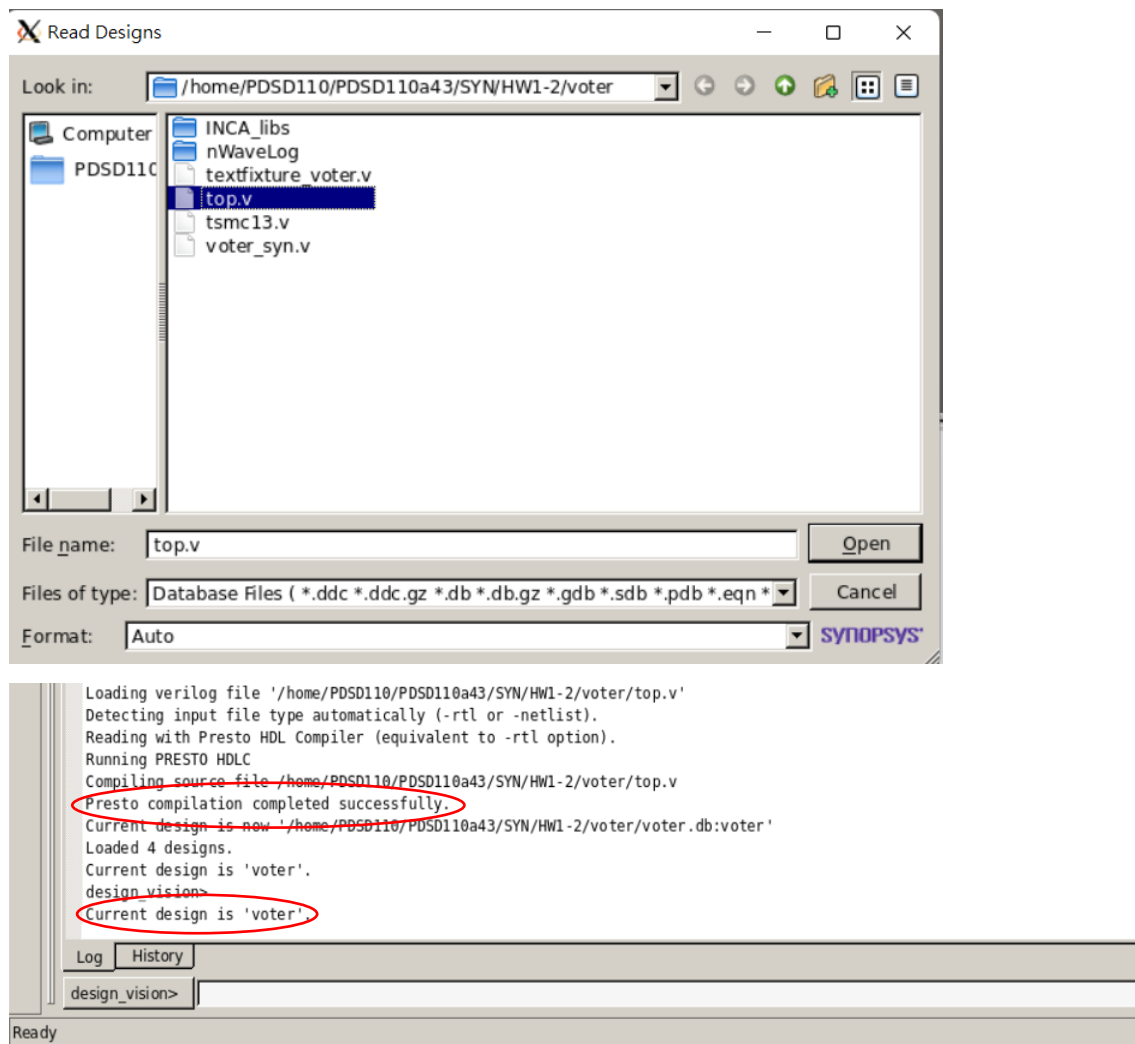 Read Designs
Look in: /home/PDSD110/PDSD110a43/SYN/HW1-2/voter
Computer
PDSD110
INCA_libs
nWaveLog
textfixture_voter.v
top.v
tsmc13.v
voter_syn.v
File name: top.v Open
Files of type: Database Files ( *.ddc *.ddc.gz *.db *.db.gz *.gdb *.sdb *.pdb *.eqn * Cancel
Format: Auto SYNOPSYS
Loading verilog file '/home/PDSD110/PDSD110a43/SYN/HW1-2/voter/top.v'
Detecting input file type automatically (-rtl or -netlist).
Reading with Presto HDL Compiler (equivalent to -rtl option).
Running PRESTO HDLC
Compiling source file /home/PDSD110/PDSD110a43/SYN/HW1-2/voter/top.v
Presto compilation completed successfully.
Current design is now '/home/PDSD110/PDSD110a43/SYN/HW1-2/voter/voter.db:voter'
Loaded 4 designs.
Current design is 'voter'.
design_vision>
Current design is 'voter'.
Log History
design_vision>
Ready